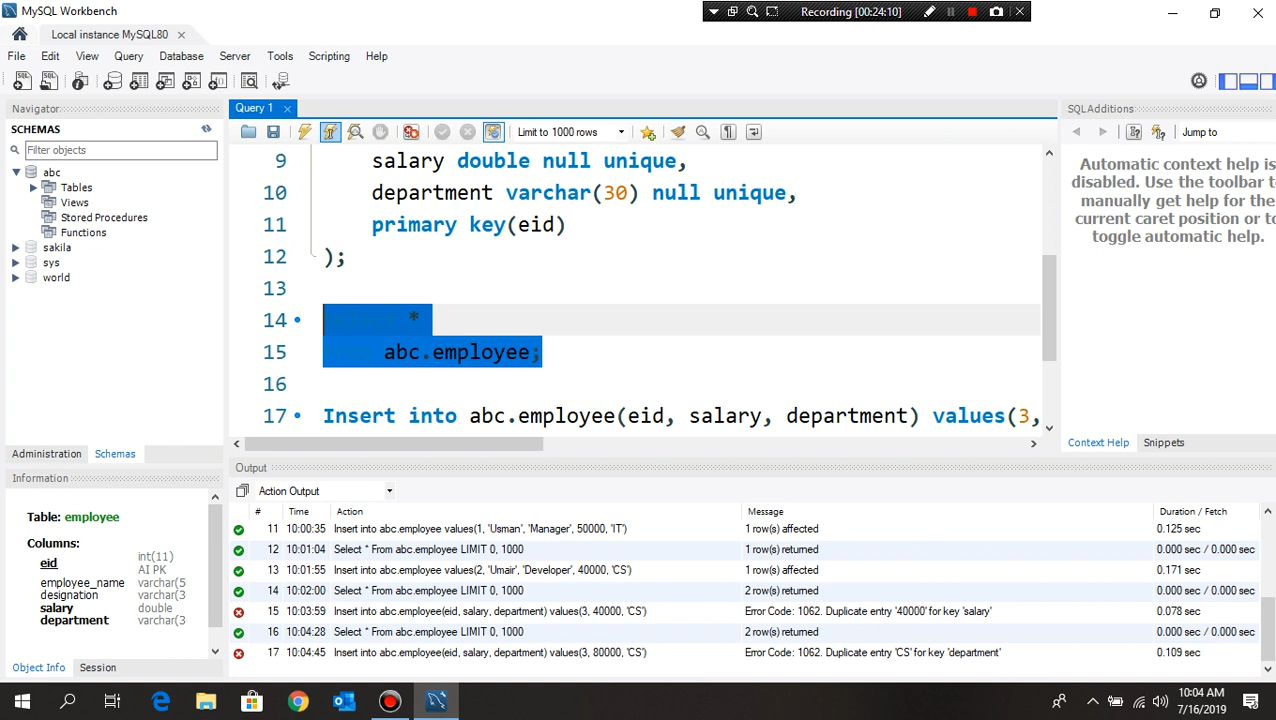 MySQL Workbench
Recording [00:24:10]
Local instance MySQL80
File Edit View Query Database Server Tools Scripting Help
Navigator
SCHEMAS
Filter objects
abc
Tables
Views
Stored Procedures
Functions
sakila
sys
world
Administration Schemas
Information
Table: employee
Columns:
eid int(11)
AI PK
employee_name varchar(5
designation varchar(3
salary double
department varchar(3
Object Info Session
Query 1
Limit to 1000 rows
9 salary double null unique,
10 department varchar(30) null unique,
11 primary key(eid)
12 );
13
14 Select *
15 From abc.employee;
16
17 Insert into abc.employee(eid, salary, department) values(3,
SQLAdditions
Jump to
Automatic context help is
disabled. Use the toolbar t
manually get help for the
current caret position or to
toggle automatic help.
Context Help Snippets
Output
Action Output
# Time Action Message Duration / Fetch
11 10:00:35 Insert into abc.employee values(1, 'Usman', 'Manager', 50000, 'IT') 1 row(s) affected 0.125 sec
12 10:01:04 Select * From abc.employee LIMIT 0, 1000 1 row(s) returned 0.000 sec / 0.000 sec
13 10:01:55 Insert into abc.employee values(2, 'Umair', 'Developer', 40000, 'CS') 1 row(s) affected 0.171 sec
14 10:02:00 Select * From abc.employee LIMIT 0, 1000 2 row(s) returned 0.000 sec / 0.000 sec
15 10:03:59 Insert into abc.employee(eid, salary, department) values(3, 40000, 'CS') Error Code: 1062. Duplicate entry '40000' for key 'salary' 0.078 sec
16 10:04:28 Select * From abc.employee LIMIT 0, 1000 2 row(s) returned 0.000 sec / 0.000 sec
17 10:04:45 Insert into abc.employee(eid, salary, department) values(3, 80000, 'CS') Error Code: 1062. Duplicate entry 'CS' for key 'department' 0.109 sec
10:04 AM
7/16/2019